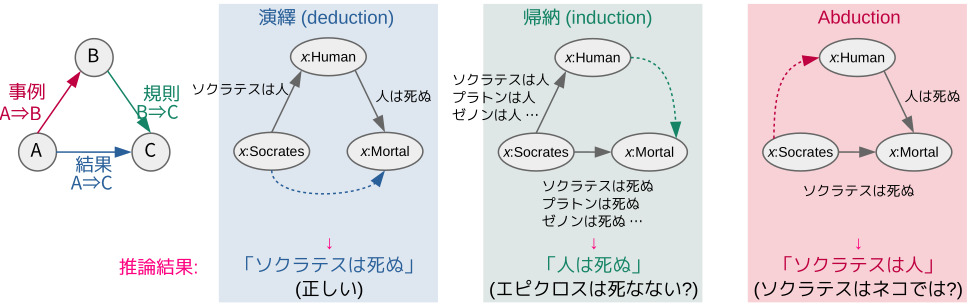 B
事例
A⇒B
規則
B⇒C
A
C
結果
A⇒C
推論結果:
演繹 (deduction)
x:Human
ソクラテスは人
人は死ぬ
x:Socrates
x:Mortal
↓
「ソクラテスは死ぬ」
(正しい)
帰納 (induction)
x:Human
ソクラテスは人
プラトンは人
ゼノンは人 …
x:Socrates
x:Mortal
ソクラテスは死ぬ
プラトンは死ぬ
ゼノンは死ぬ …
↓
「人は死ぬ」
(エピクロスは死なない?)
Abduction
x:Human
人は死ぬ
x:Socrates
x:Mortal
ソクラテスは死ぬ
↓
「ソクラテスは人」
(ソクラテスはネコでは?)